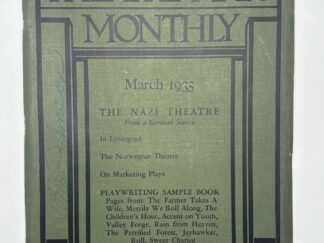 MONTHLY
March 1935
THE NAZI THEATRE
From a German Source
In Leningrad
The Norwegian Theatre
On Marketing Plays
PLAYWRITING SAMPLE BOOK
Pages from: The Farmer Takes
A Wife, Merrily We Roll Along, The
Children's Hour, Accent on Youth,
Valley Forge, Rain from Heaven,
The Petrified Forest, Jayhawker,
Roll, Sweet Chariot